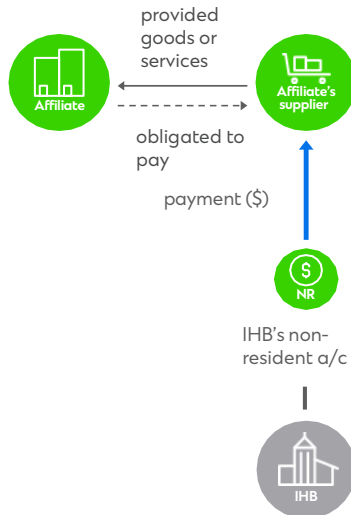 provided
goods or
services
Affiliate
Affiliate's
supplier
obligated to
pay
payment ($)
$
NR
IHB's non-
resident a/c
IHB